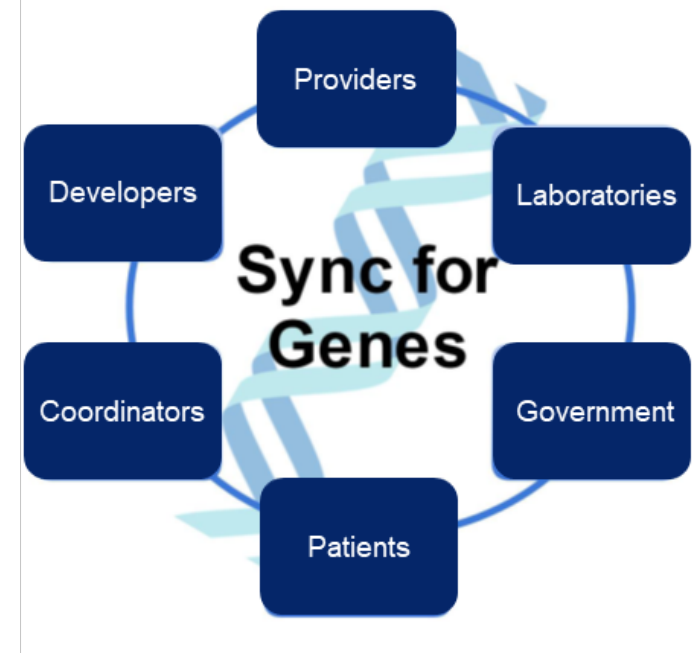 Providers
Developers
Laboratories
Sync for
Genes
Coordinators
Government
Patients